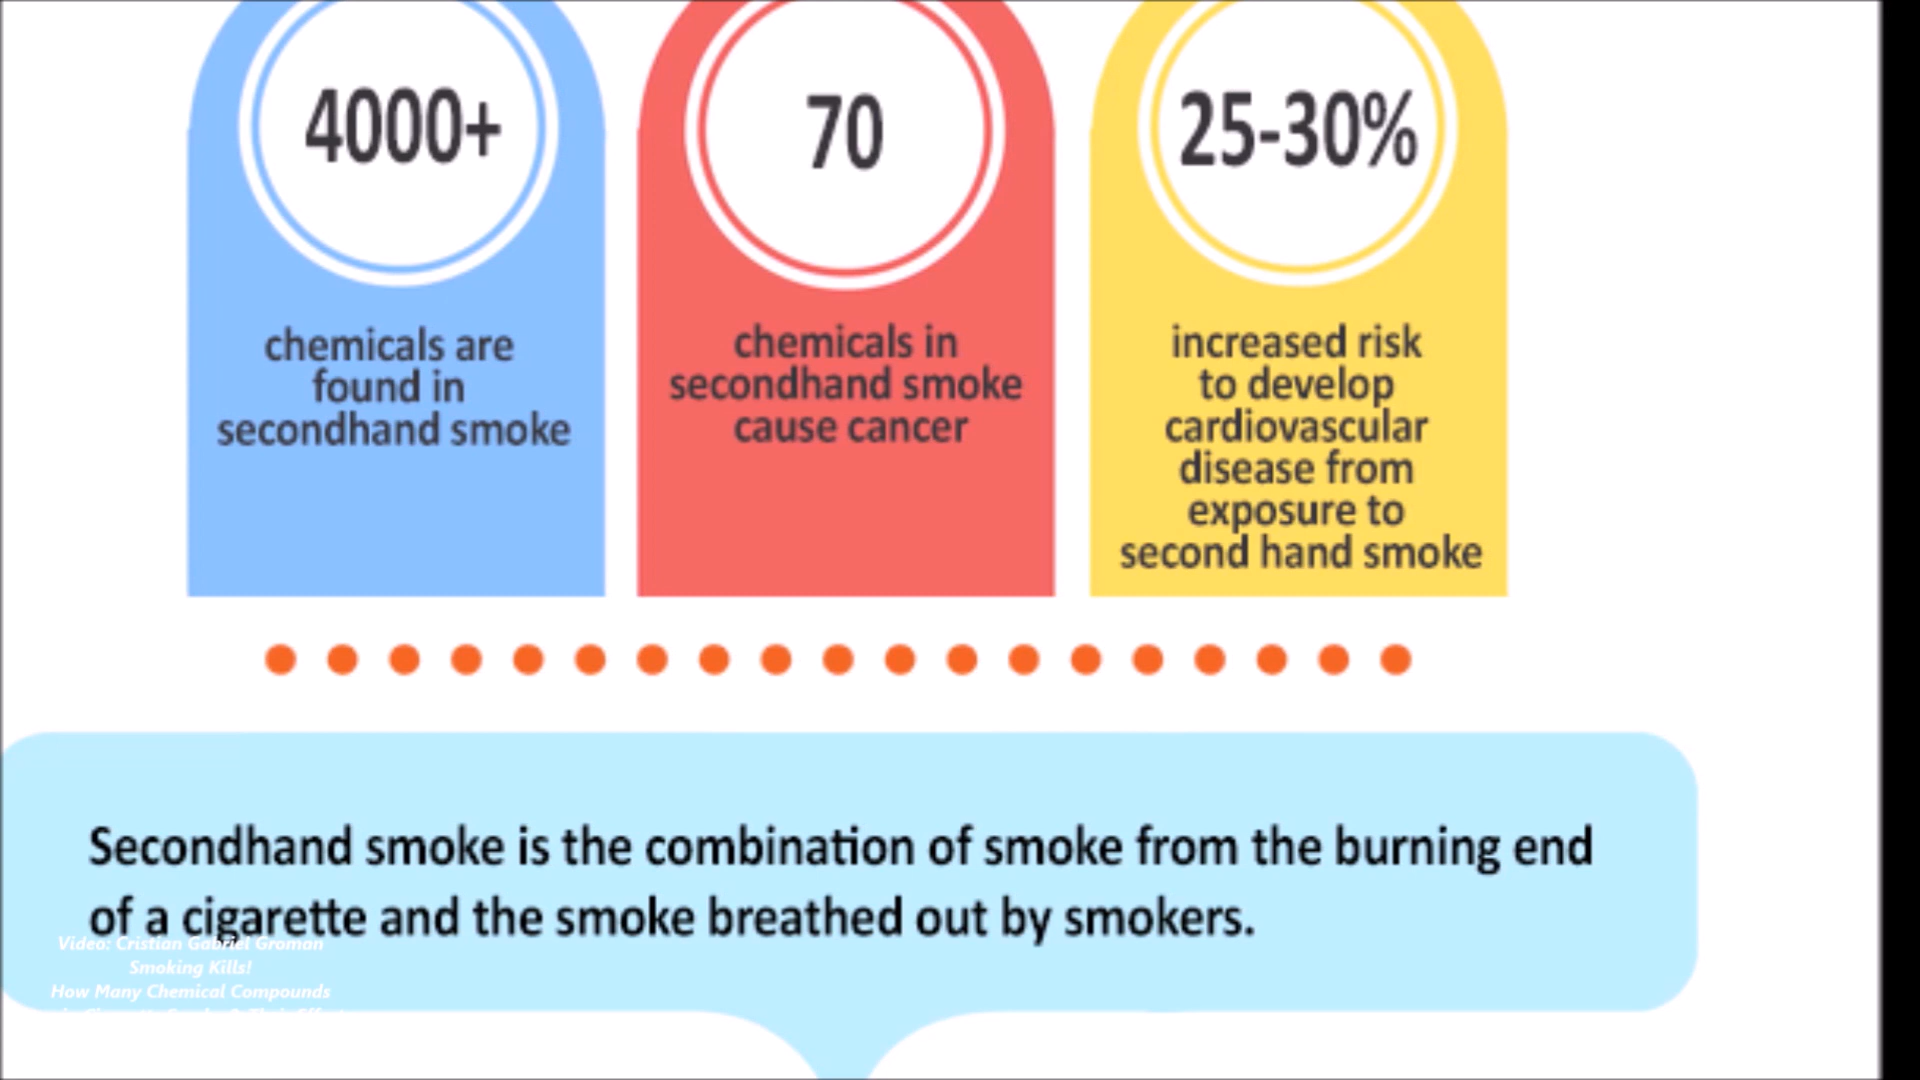 4000+
chemicals are
found in
secondhand smoke
70
chemicals in
secondhand smoke
cause cancer
25-30%
increased risk
to develop
cardiovascular
disease from
exposure to
second hand smoke
Secondhand smoke is the combination of smoke from the burning end
of a cigarette and the smoke breathed out by smokers.
Video: Cristian Gabriel Groman
Smoking Kills!
How Many Chemical Compounds